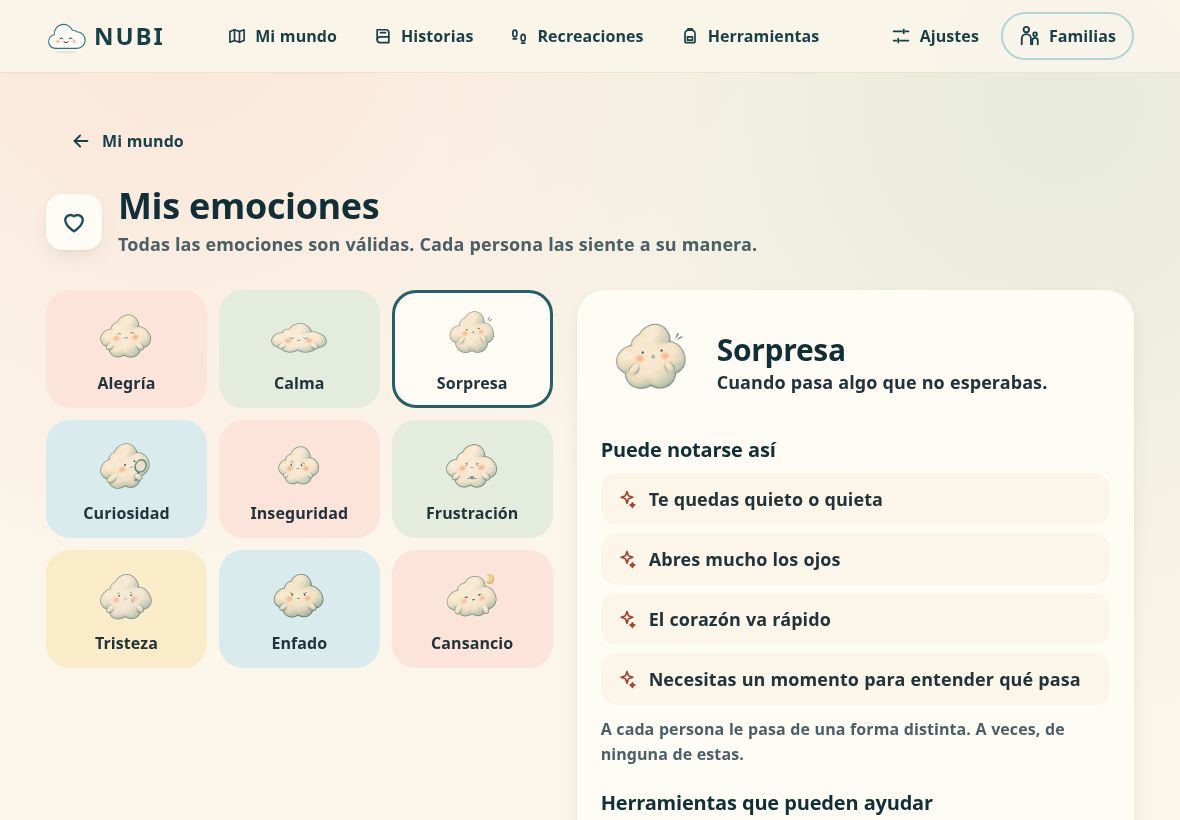 NUBI
Mi mundo
Historias
Recreaciones
Herramientas
Ajustes
Familias
Mi mundo
Mis emociones
Todas las emociones son válidas. Cada persona las siente a su manera.
Alegría
Calma
Sorpresa
Curiosidad
Inseguridad
Frustración
Tristeza
Enfado
Cansancio
Sorpresa
Cuando pasa algo que no esperabas.
Puede notarse así
Te quedas quieto o quieta
Abres mucho los ojos
El corazón va rápido
Necesitas un momento para entender qué pasa
A cada persona le pasa de una forma distinta. A veces, de
ninguna de estas.
Herramientas que pueden ayudar